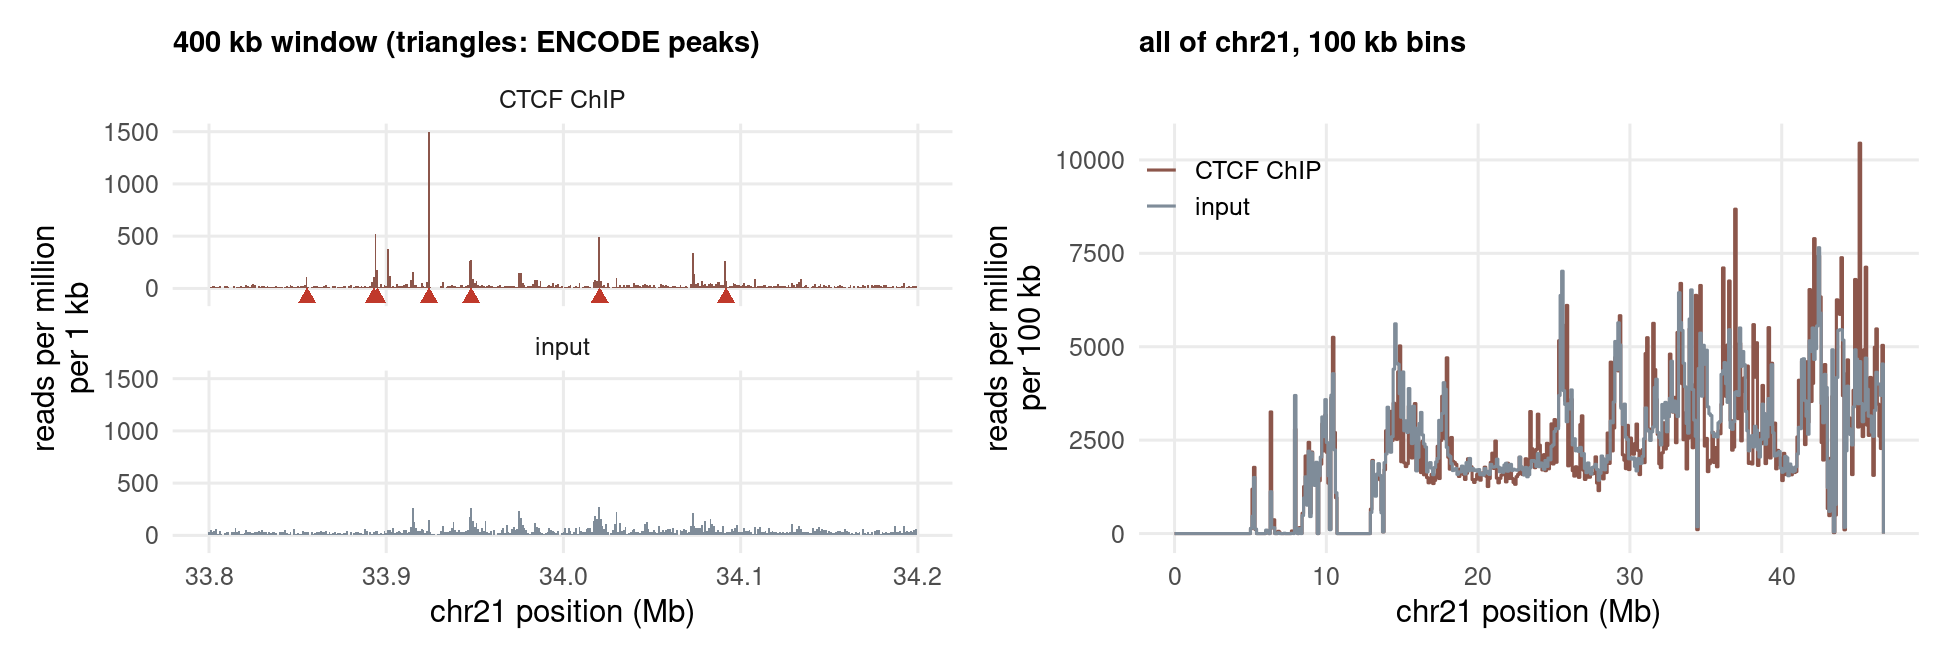 400 kb window (triangles: ENCODE peaks)
CTCF ChIP
1500
1000
500
0
input
1500
1000
500
0
reads per million
per 1 kb
33.8
33.9
34.0
34.1
34.2
chr21 position (Mb)
all of chr21, 100 kb bins
CTCF ChIP
input
10000
7500
5000
2500
0
reads per million
per 100 kb
0
10
20
30
40
chr21 position (Mb)